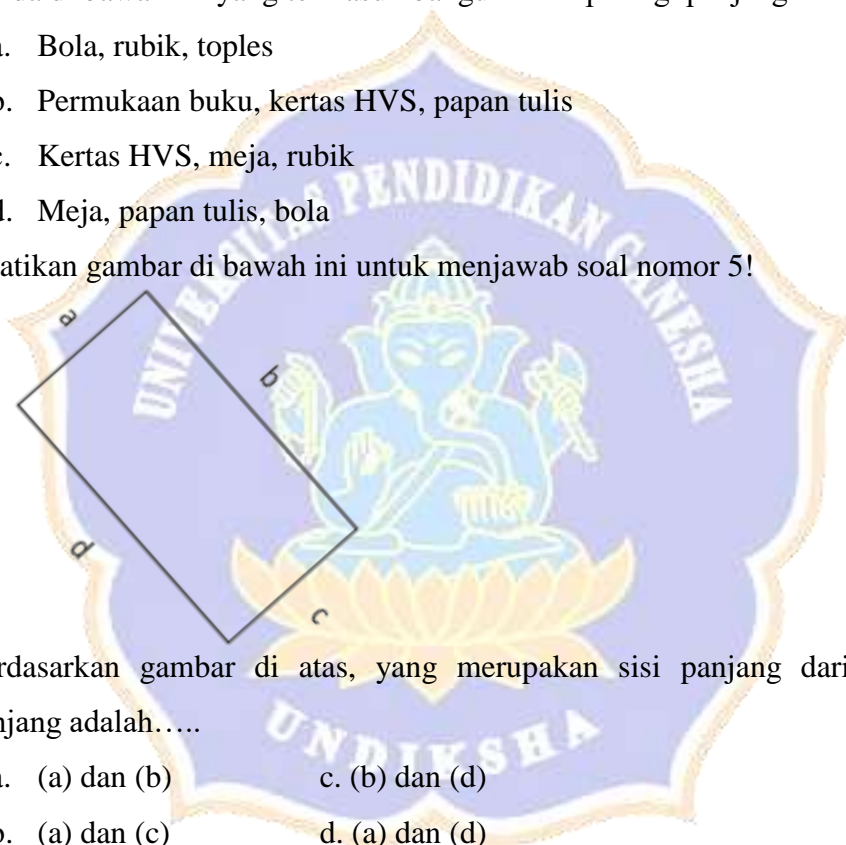 a. Bola, rubik, toples
b. Permukaan buku, kertas HVS, papan tulis
c. Kertas HVS, meja, rubik
d. Meja, papan tulis, bola
atikan gambar di bawah ini untuk menjawab soal nomor 5!
UNIVERSITAS PENDIDIKAN GANESHA
a
b
d
c
rdasarkan gambar di atas, yang merupakan sisi panjang dari
njang adalah…..
UNDIKSHA
a. (a) dan (b) c. (b) dan (d)
b. (a) dan (c) d. (a) dan (d)